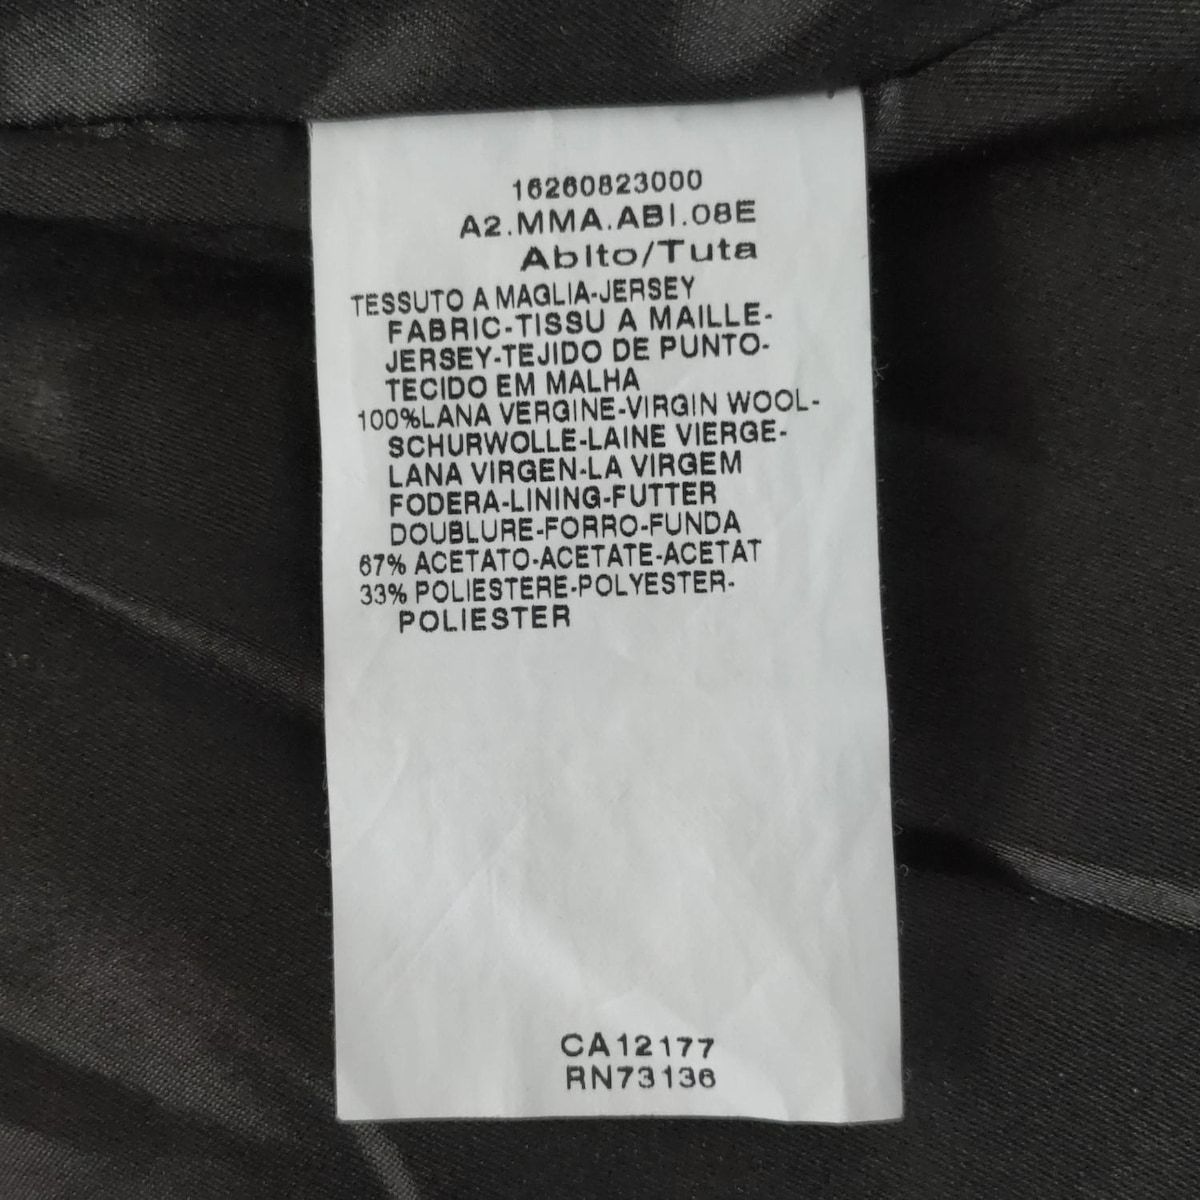 16260823000
A2.MMA.ABI.08E
Abito/Tuta
TESSUTO A MAGLIA-JERSEY
FABRIC-TISSU A MAILLE-
JERSEY-TEJIDO DE PUNTO-
TECIDO EM MALHA
100%LANA VERGINE-VIRGIN WOOL-
SCHURWOLLE-LAINE VIERGE-
LANA VIRGEN-LA VIRGEM
FODERA-LINING-FUTTER
DOUBLURE-FORRO-FUNDA
67% ACETATO-ACETATE-ACETAT
33% POLIESTERE-POLYESTER-
POLIESTER
CA12177
RN73136